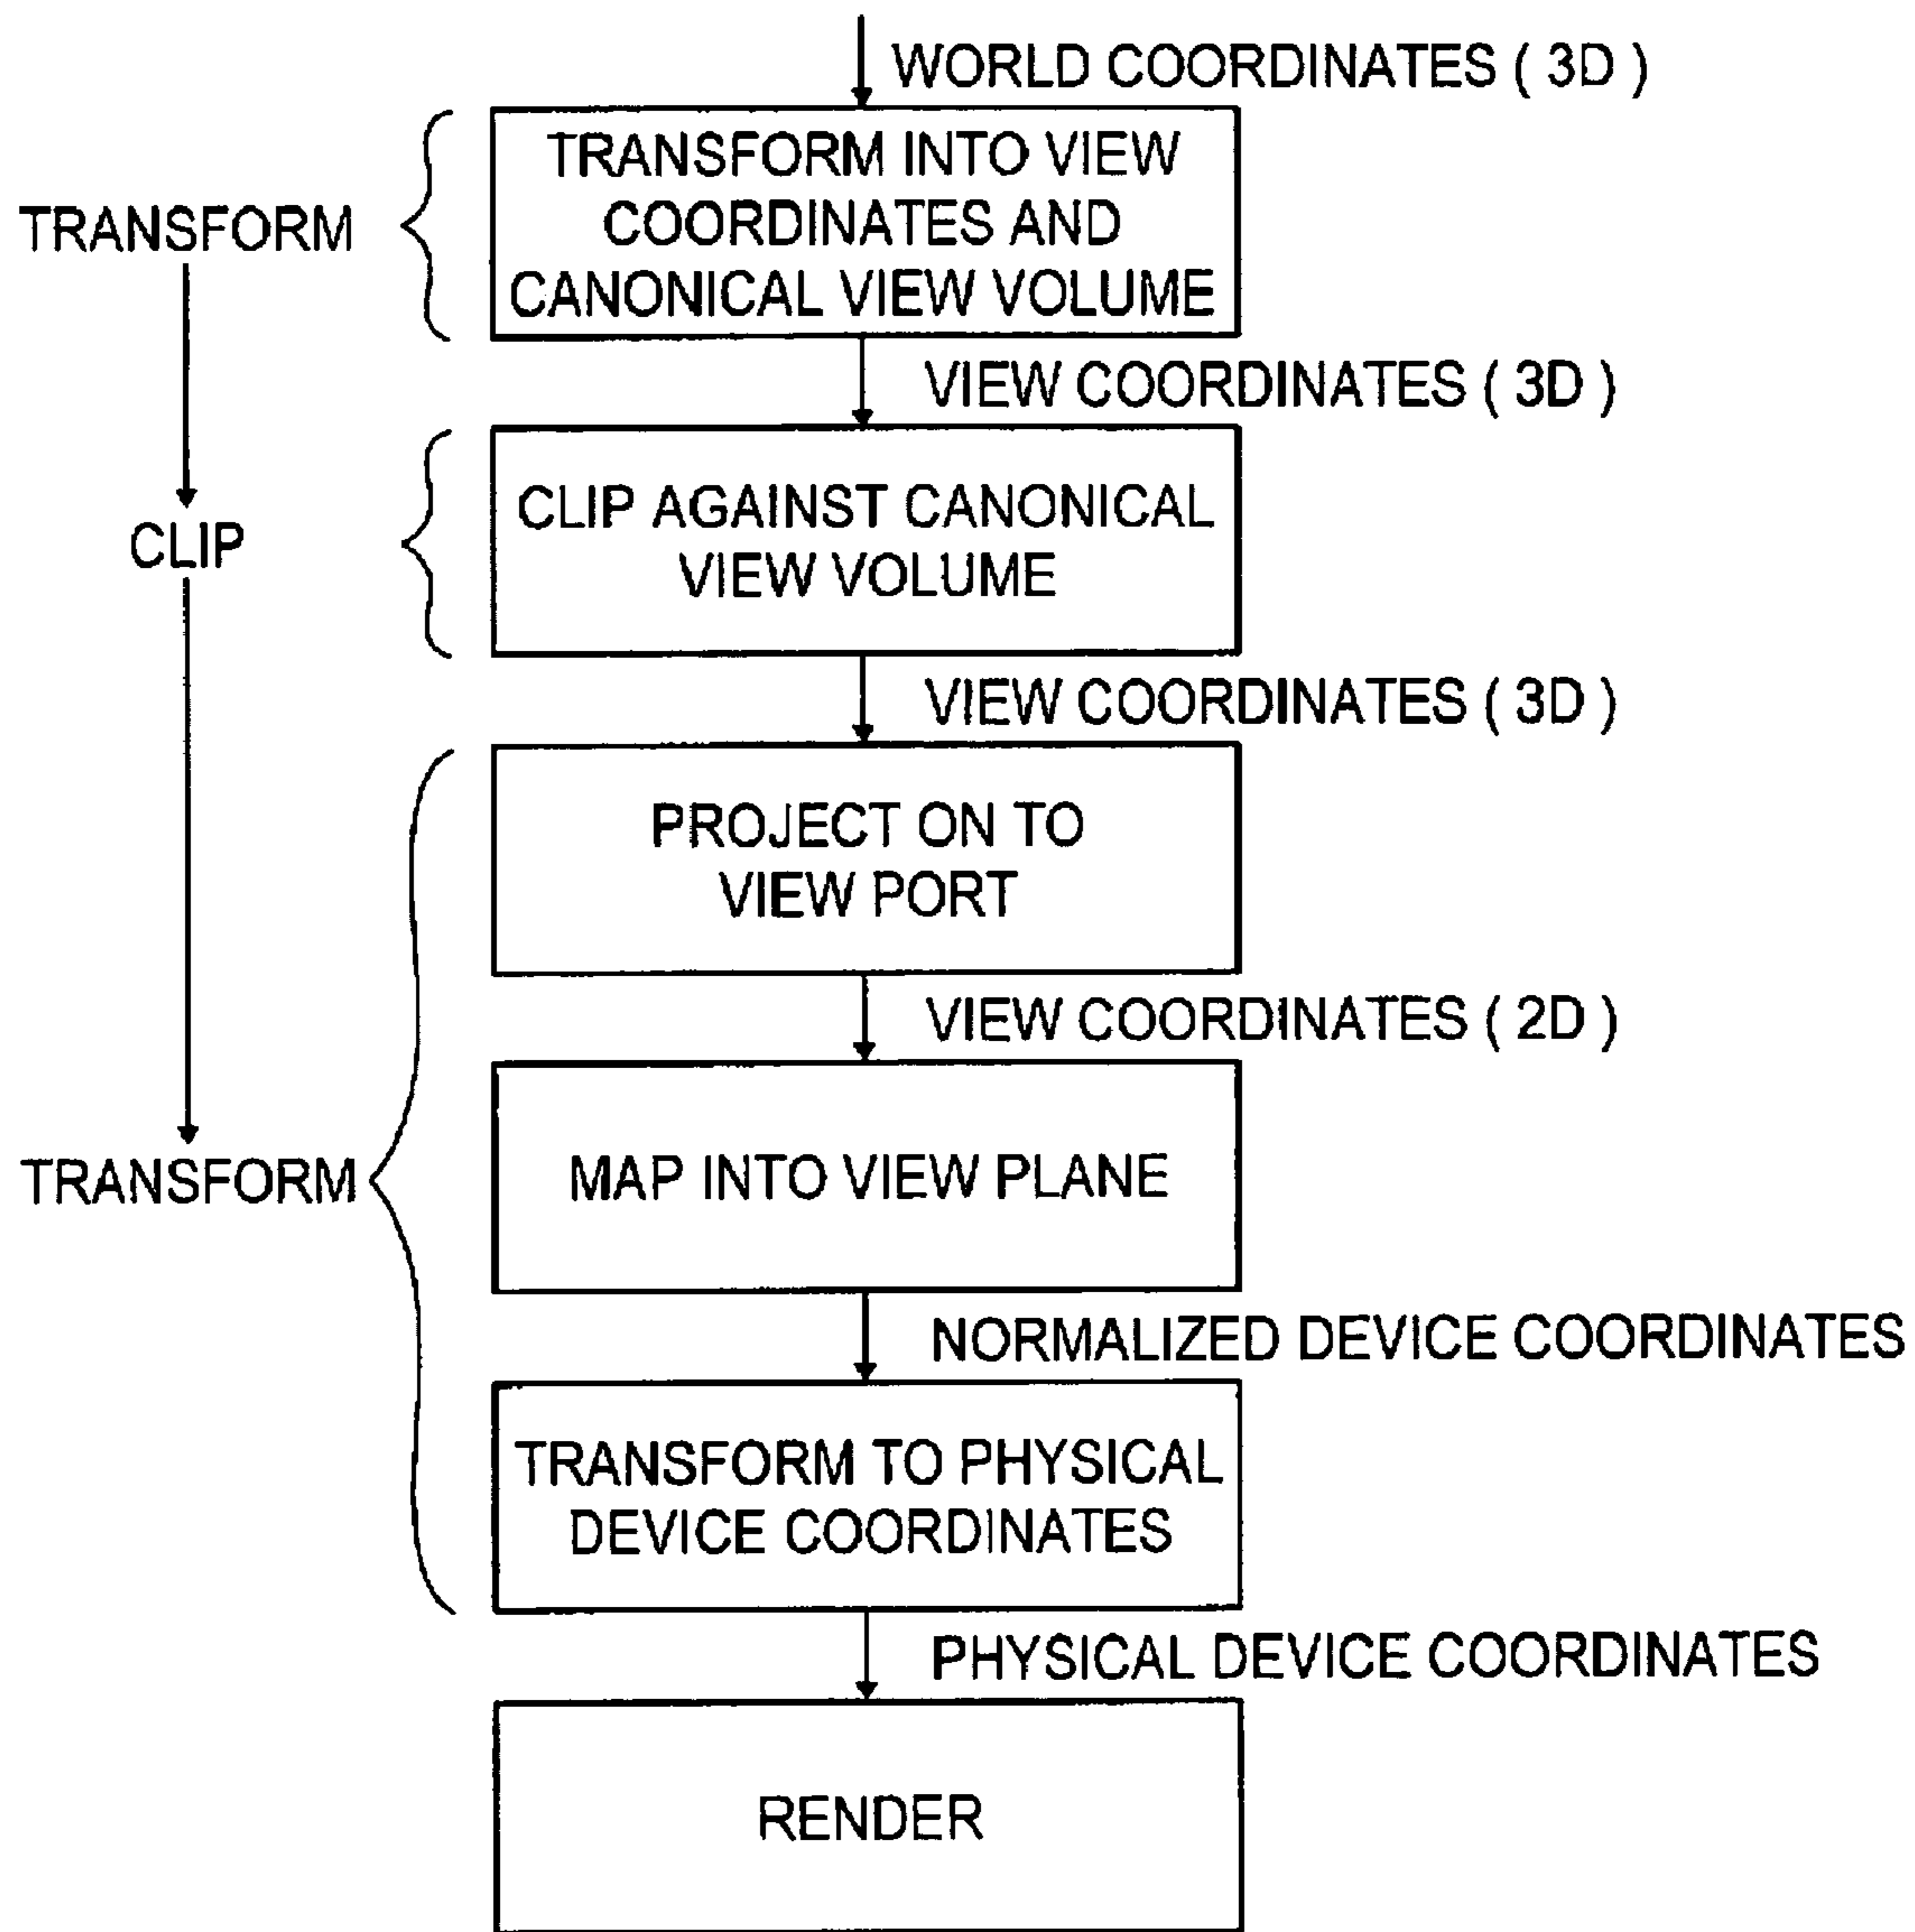 WORLD COORDINATES ( 3D )
TRANSFORM
TRANSFORM INTO VIEW
COORDINATES AND
CANONICAL VIEW VOLUME
VIEW COORDINATES ( 3D )
CLIP
CLIP AGAINST CANONICAL
VIEW VOLUME
VIEW COORDINATES ( 3D )
PROJECT ON TO
VIEW PORT
VIEW COORDINATES ( 2D )
TRANSFORM
MAP INTO VIEW PLANE
NORMALIZED DEVICE COORDINATES
TRANSFORM TO PHYSICAL
DEVICE COORDINATES
PHYSICAL DEVICE COORDINATES
RENDER